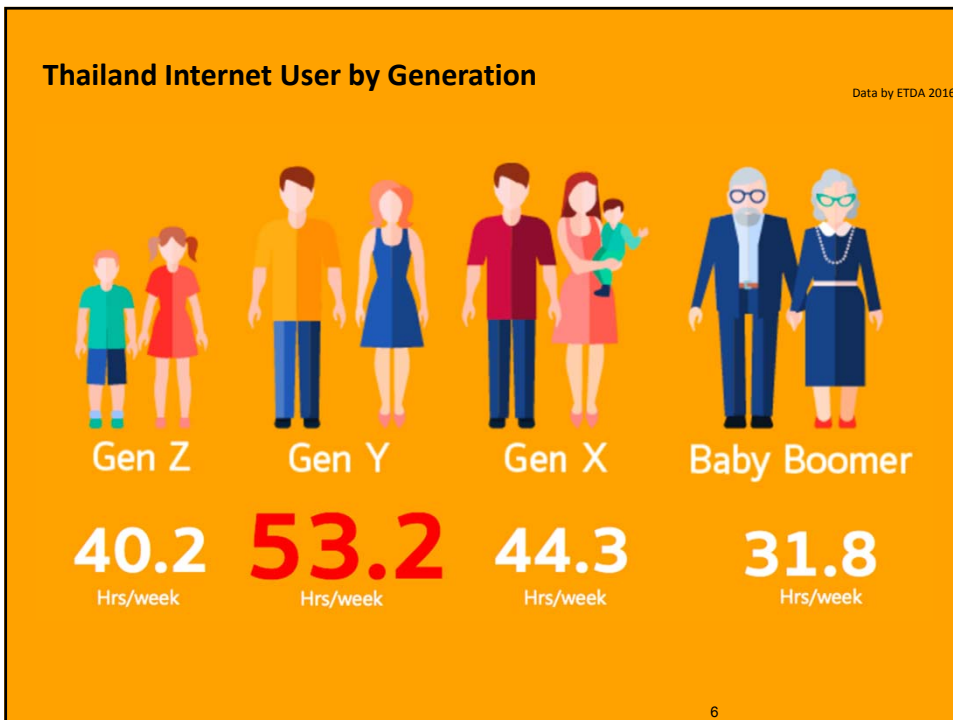 Thailand Internet User by Generation
Data by ETDA 2016
Gen Z
Gen Y
Gen X
Baby Boomer
40.2
53.2
44.3
31.8
Hrs/week
Hrs/week
Hrs/week
Hrs/week
6